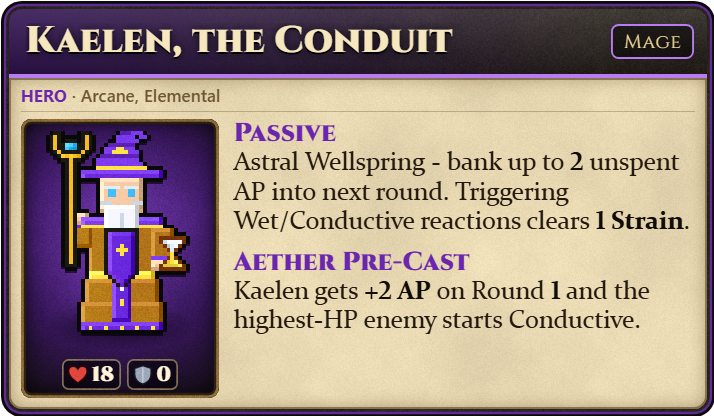 Kaelen, the Conduit
Mage
HERO · Arcane, Elemental
Passive
Astral Wellspring - bank up to 2 unspent
AP into next round. Triggering
Wet/Conductive reactions clears 1 Strain.
Aether Pre-Cast
Kaelen gets +2 AP on Round 1 and the
highest-HP enemy starts Conductive.
18
0